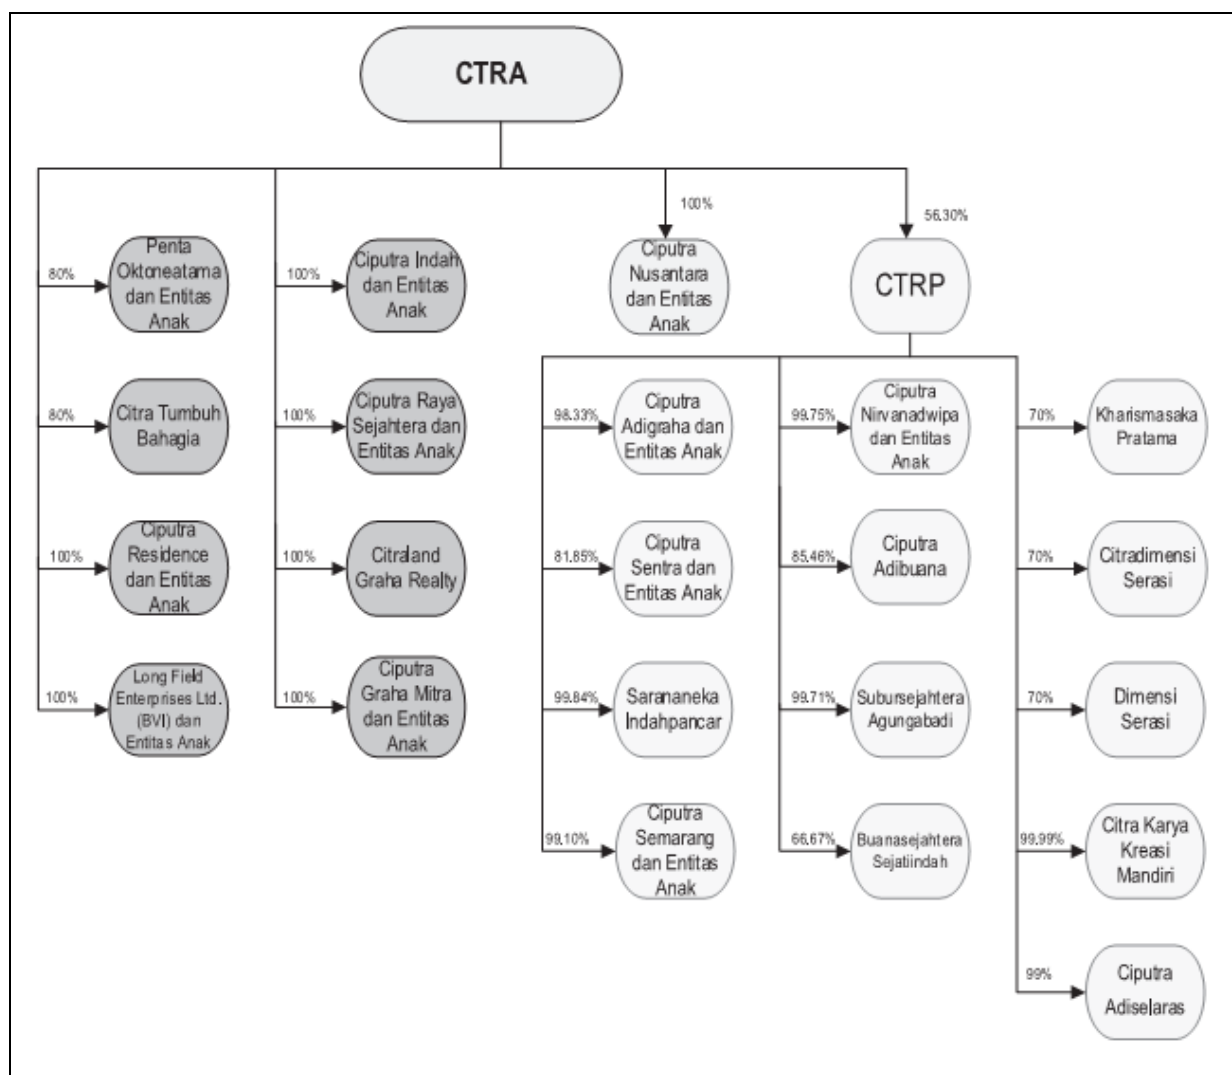 CTRA
100%
56.30%
80%
Penta
Oktoneatama
dan Entitas
Anak
100%
Ciputra Indah
dan Entitas
Anak
Ciputra
Nusantara
dan Entitas
Anak
CTRP
80%
Citra Tumbuh
Bahagia
100%
Ciputra Raya
Sejahtera dan
Entitas Anak
98.33%
Ciputra
Adigraha dan
Entitas Anak
99.75%
Ciputra
Nirvanadwipa
dan Entitas
Anak
70%
Kharismasaka
Pratama
100%
Ciputra
Residence
dan Entitas
Anak
100%
Citraland
Graha Realty
81.85%
Ciputra
Sentra dan
Entitas Anak
85.46%
Ciputra
Adibuana
70%
Citradimensi
Serasi
100%
Long Field
Enterprises Ltd.
(BVI) dan
Entitas Anak
100%
Ciputra
Graha Mitra
dan Entitas
Anak
99.84%
Sarananeka
Indahpancar
99.71%
Subursejahtera
Agungabadi
70%
Dimensi
Serasi
99.10%
Ciputra
Semarang
dan Entitas
Anak
66.67%
Buanasejahtera
Sejatiindah
99.99%
Citra Karya
Kreasi
Mandiri
99%
Ciputra
Adiselaras